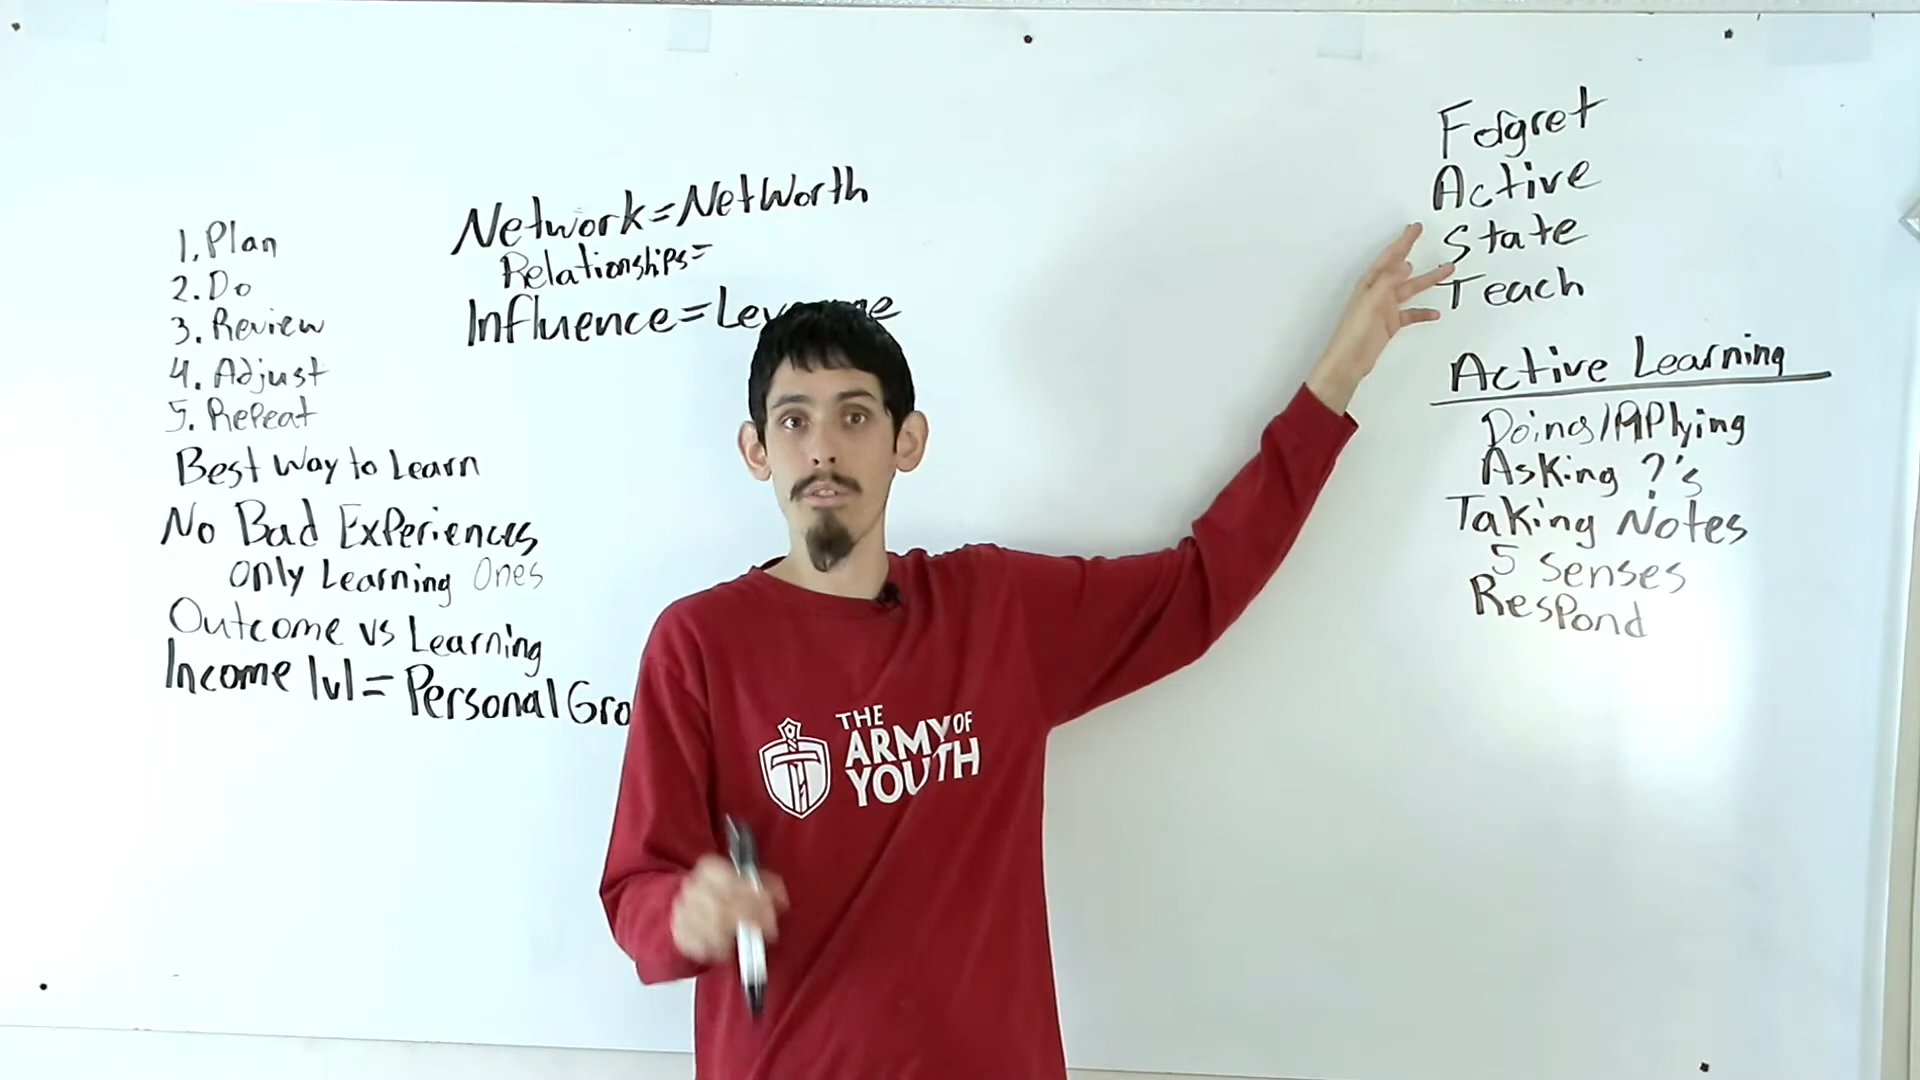 1. Plan
2. Do
3. Review
4. Adjust
5. Repeat
Best Way to Learn
No Bad Experiences
only Learning Ones
Outcome vs Learning
Income lvl = Personal Gro
Network = NetWorth
Relationships =
Influence =
Fofgret
Active
State
Teach
Active Learning
Doing/Applying
Asking ?'s
Taking Notes
5 Senses
Respond
THE
ARMY OF
YOUTH